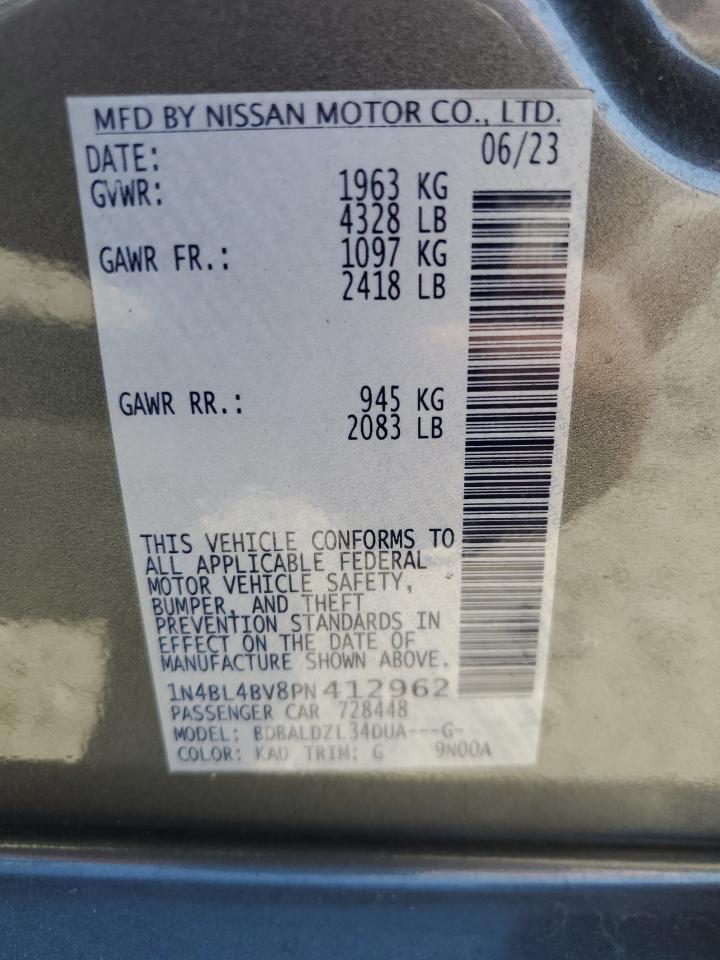 MFD BY NISSAN MOTOR CO., LTD.
DATE: 06/23
GVWR: 1963 KG
4328 LB
GAWR FR.: 1097 KG
2418 LB
GAWR RR.: 945 KG
2083 LB
THIS VEHICLE CONFORMS TO
ALL APPLICABLE FEDERAL
MOTOR VEHICLE SAFETY,
BUMPER, AND THEFT
PREVENTION STANDARDS IN
EFFECT ON THE DATE OF
MANUFACTURE SHOWN ABOVE.
1N4BL4BV8PN412962
PASSENGER CAR 728448
MODEL: BDBALDZL34DUA---G-
COLOR: KAD TRIM: G 9N00A